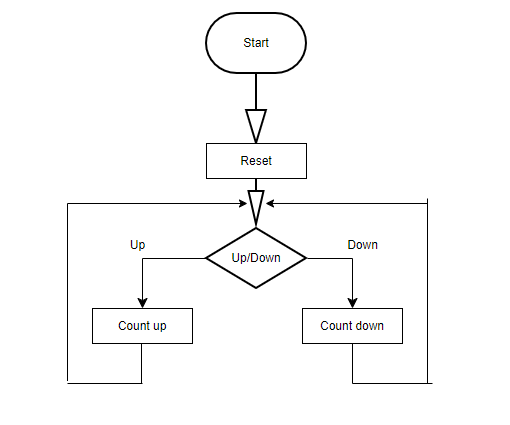 Start
Reset
Up
Up/Down
Down
Count up
Count down